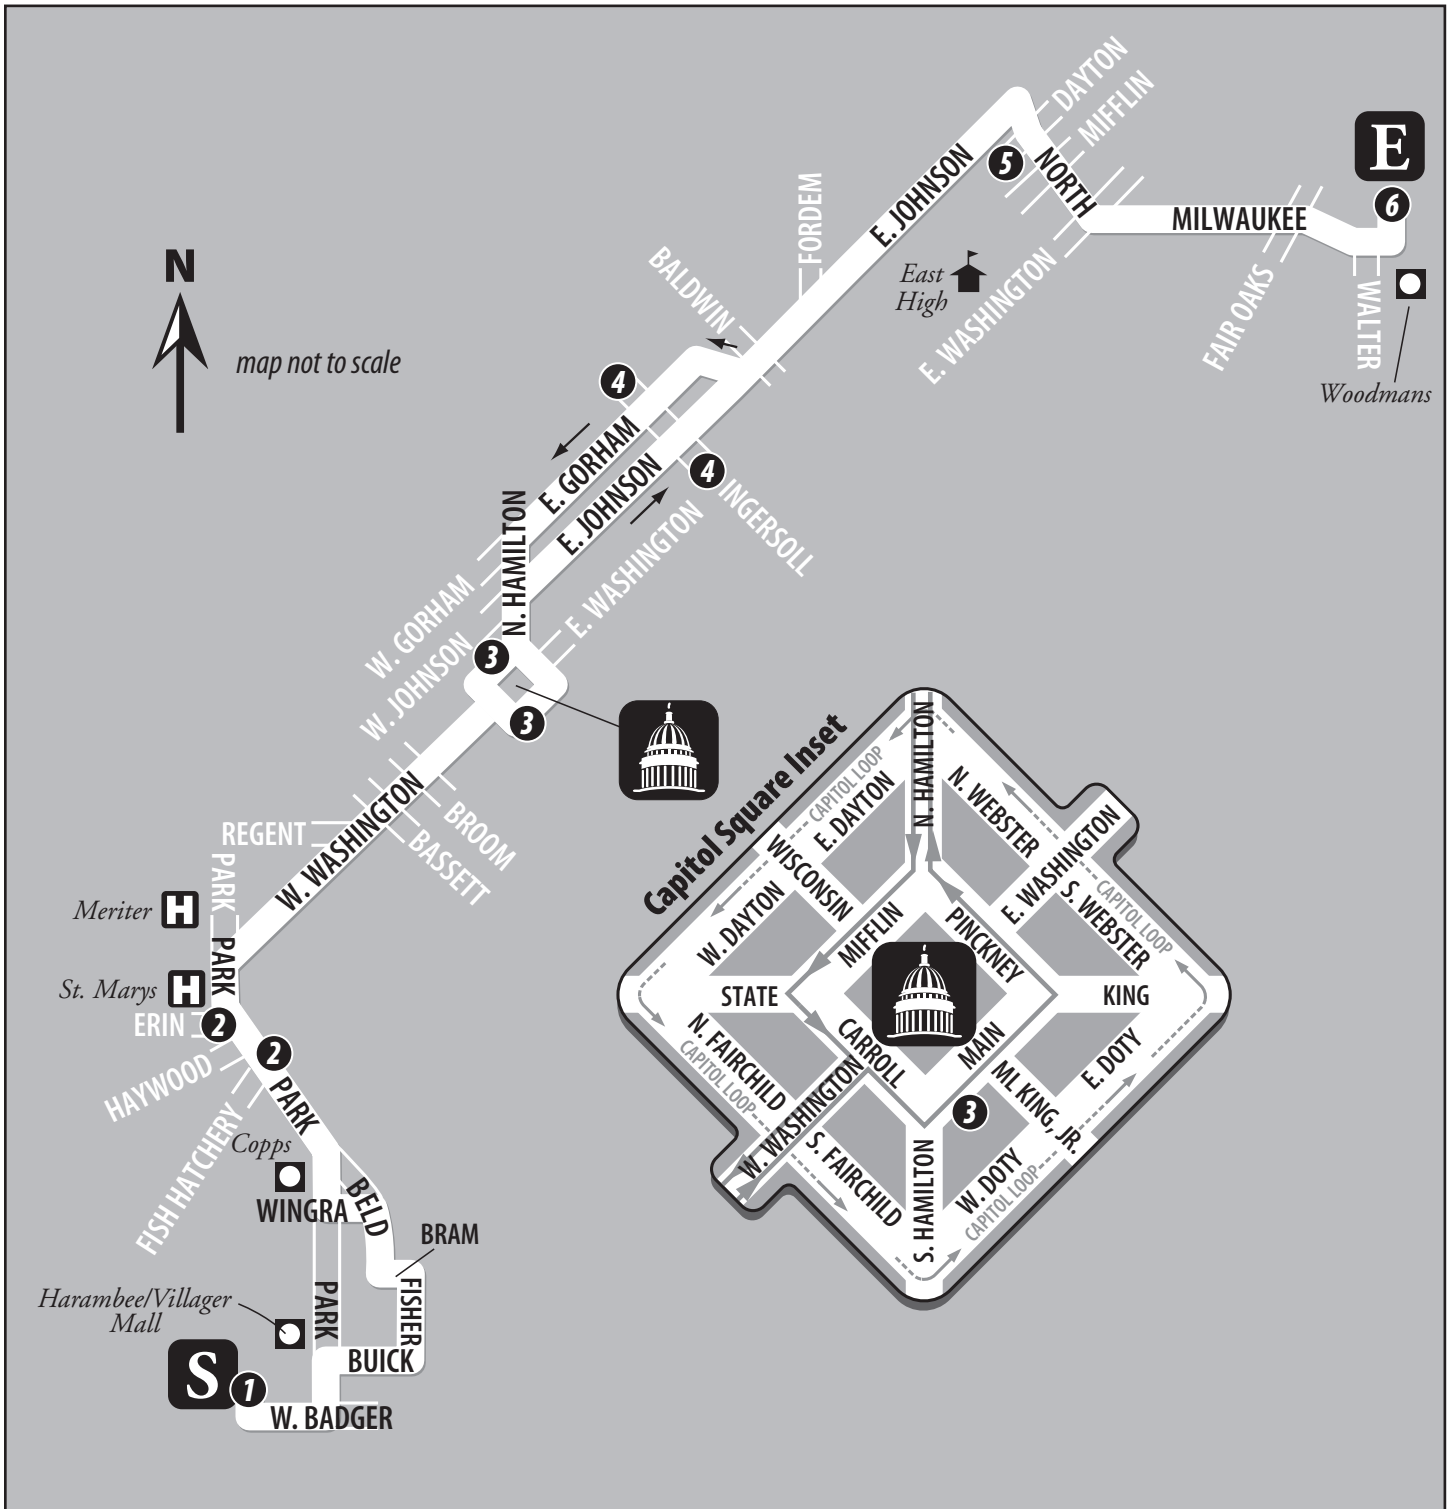 DAYTON
MIFFLIN
E
5
NORTH
6
E. JOHNSON
MILWAUKEE
FORDEM
BALDWIN
N
East
High
E. WASHINGTON
FAIR OAKS
WALTER
map not to scale
Woodmans
4
E. GORHAM
E. JOHNSON
4
INGERSOLL
N. HAMILTON
E. WASHINGTON
W. GORHAM
W. JOHNSON
3
3
BROOM
BASSETT
W. WASHINGTON
REGENT
PARK
Meriter H
PARK
St. Marys H
ERIN 2
2
HAYWOOD
PARK
FISH HATCHERY
Copps
WINGRA
BELD
BRAM
FISHER
Harambee/Villager
Mall
PARK
BUICK
S
1
W. BADGER
Capitol Square Inset
N. HAMILTON
CAPITOL LOOP
E. DAYTON
N. WEBSTER
WISCONSIN
E. WASHINGTON
W. DAYTON
MIFFLIN
PINCKNEY
S. WEBSTER
CAPITOL LOOP
STATE
KING
N. FAIRCHILD
CAPITOL LOOP
CARROLL
MAIN
E. DOTY
W. WASHINGTON
3
ML KING, JR.
S. FAIRCHILD
S. HAMILTON
W. DOTY
CAPITOL LOOP